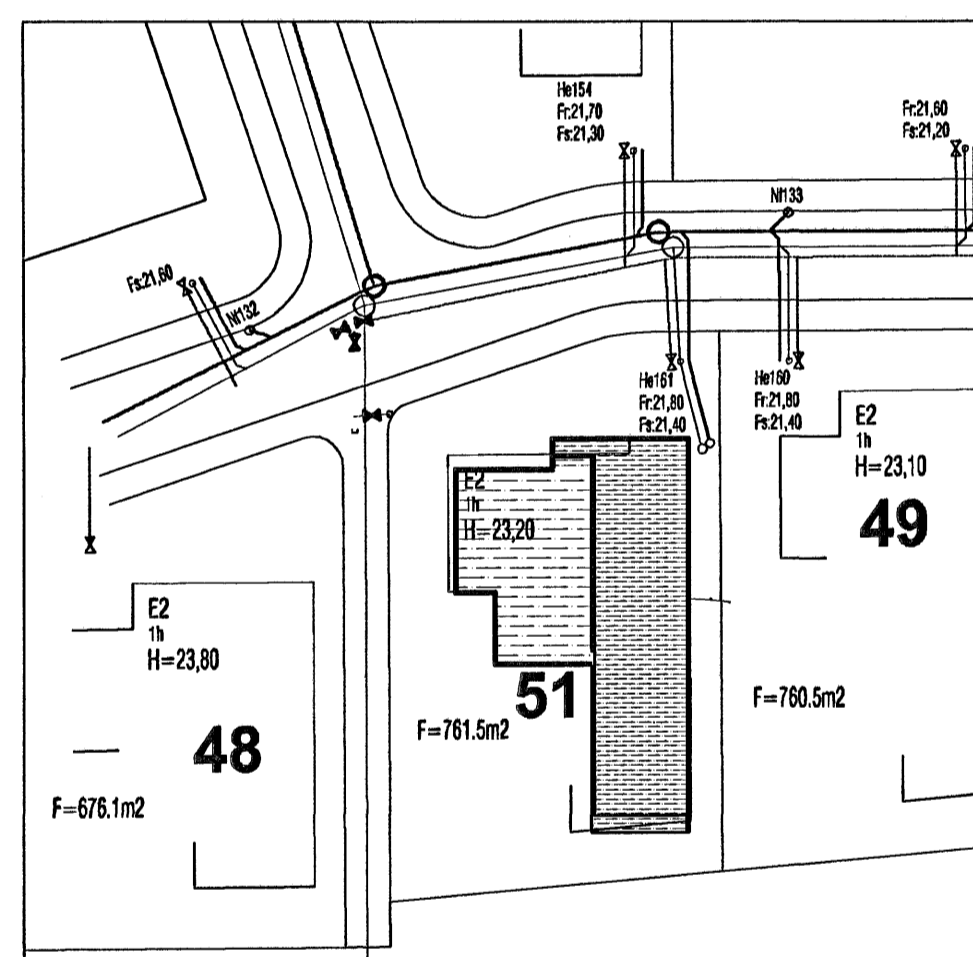 He154
Fr:21,70
Fs:21,30
Fr:21,60
Fs:21,20
Nf133
Fs:21,60
Nf132
He161
Fr:21,80
Fs:21,40
He160
Fr:21,80
Fs:21,40
E2
1h
H=23,20
E2
1h
H=23,10
49
E2
1h
H=23,80
51
F=761.5m2
F=760.5m2
48
F=676.1m2